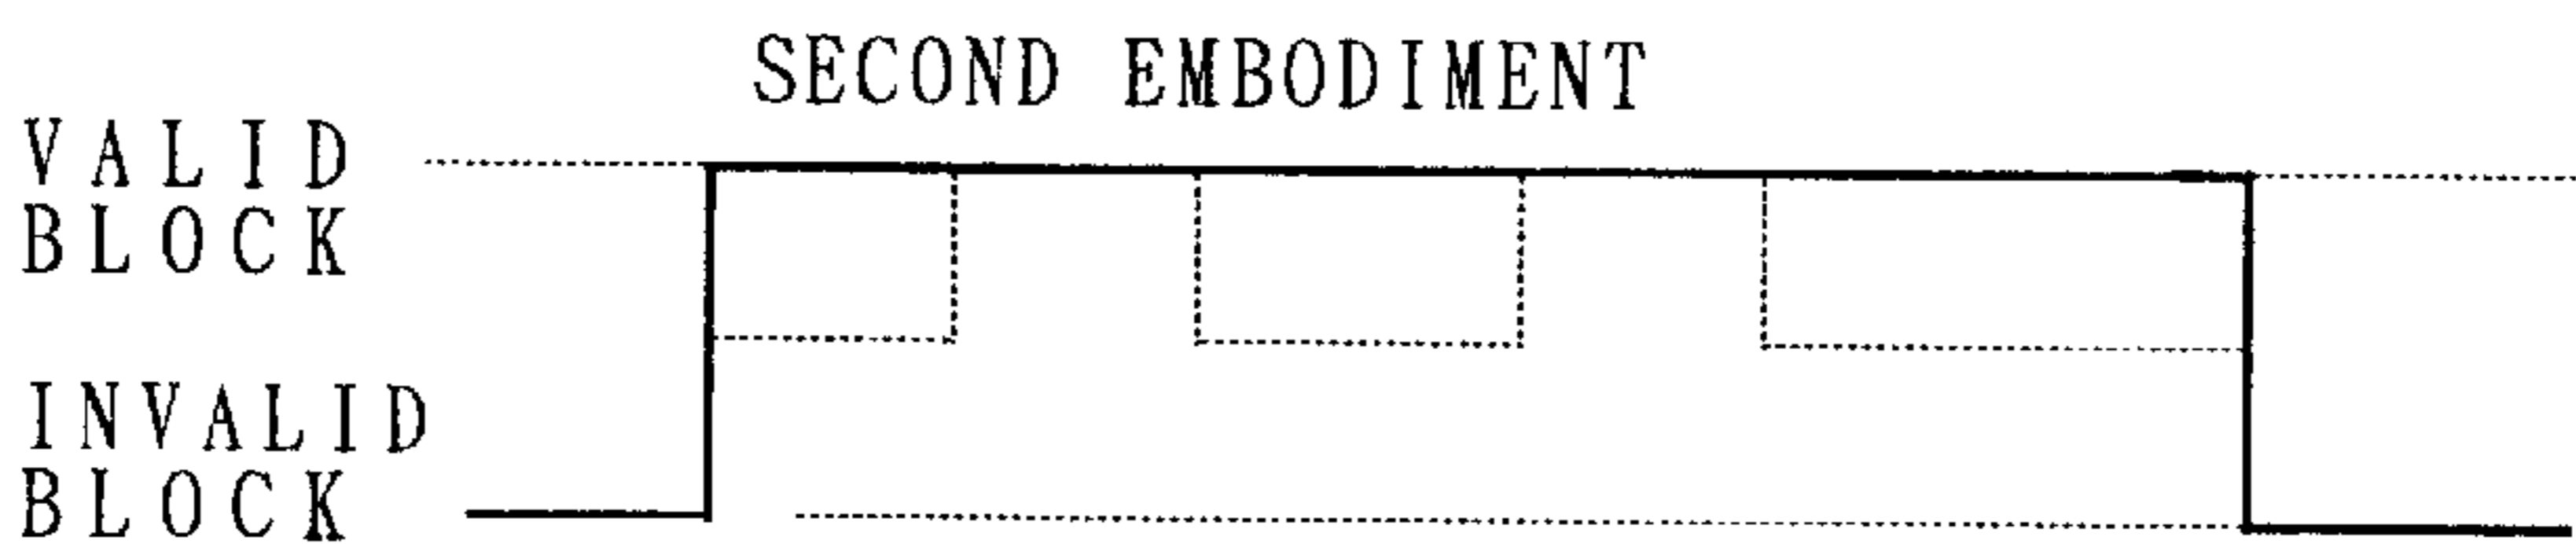 SECOND EMBODIMENT
VALID
BLOCK
INVALID
BLOCK